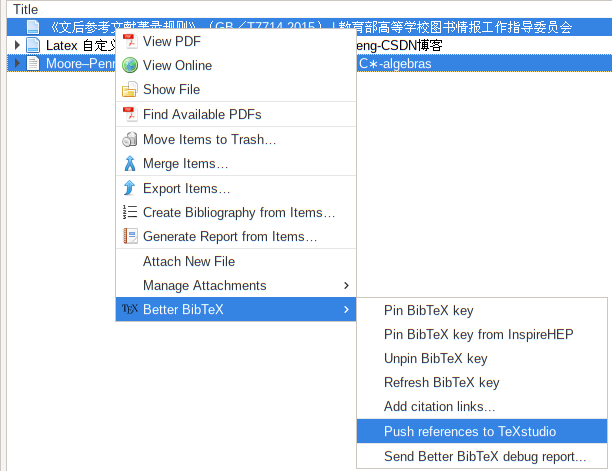 Title
《文后参考文献著录规则》（GB／T7714 2015） | 教育部高等学校图书情报工作指导委员会
Latex 自定义 eng-CSDN博客
Moore–Penr C∗-algebras
View PDF
View Online
Show File
Find Available PDFs
Move Items to Trash…
Merge Items…
Export Items…
Create Bibliography from Items…
Generate Report from Items…
Attach New File
Manage Attachments
TEX Better BibTeX
Pin BibTeX key
Pin BibTeX key from InspireHEP
Unpin BibTeX key
Refresh BibTeX key
Add citation links...
Push references to TeXstudio
Send Better BibTeX debug report...